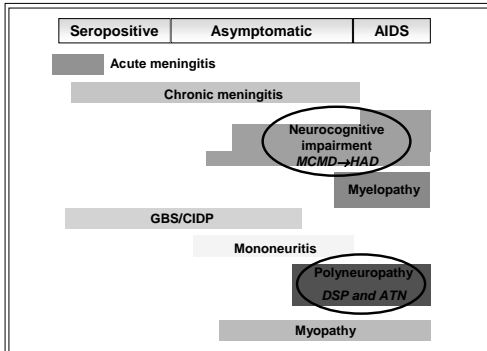 Seropositive Asymptomatic AIDS
Acute meningitis
Chronic meningitis
Neurocognitive
impairment
MCMD→HAD
Myelopathy
GBS/CIDP
Mononeuritis
Polyneuropathy
DSP and ATN
Myopathy